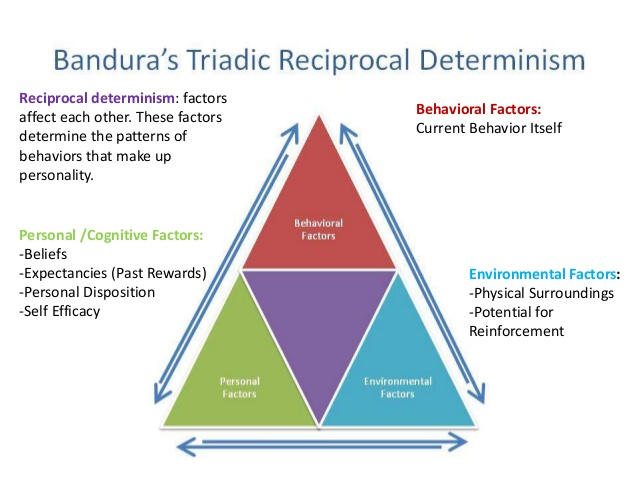 Bandura's Triadic Reciprocal Determinism
Reciprocal determinism: factors
affect each other. These factors
determine the patterns of
behaviors that make up
personality.
Behavioral Factors:
Current Behavior Itself
Behavioral
Factors
Personal /Cognitive Factors:
-Beliefs
-Expectancies (Past Rewards)
-Personal Disposition
-Self Efficacy
Environmental Factors:
-Physical Surroundings
-Potential for
Reinforcement
Personal
Factors
Environmental
Factors